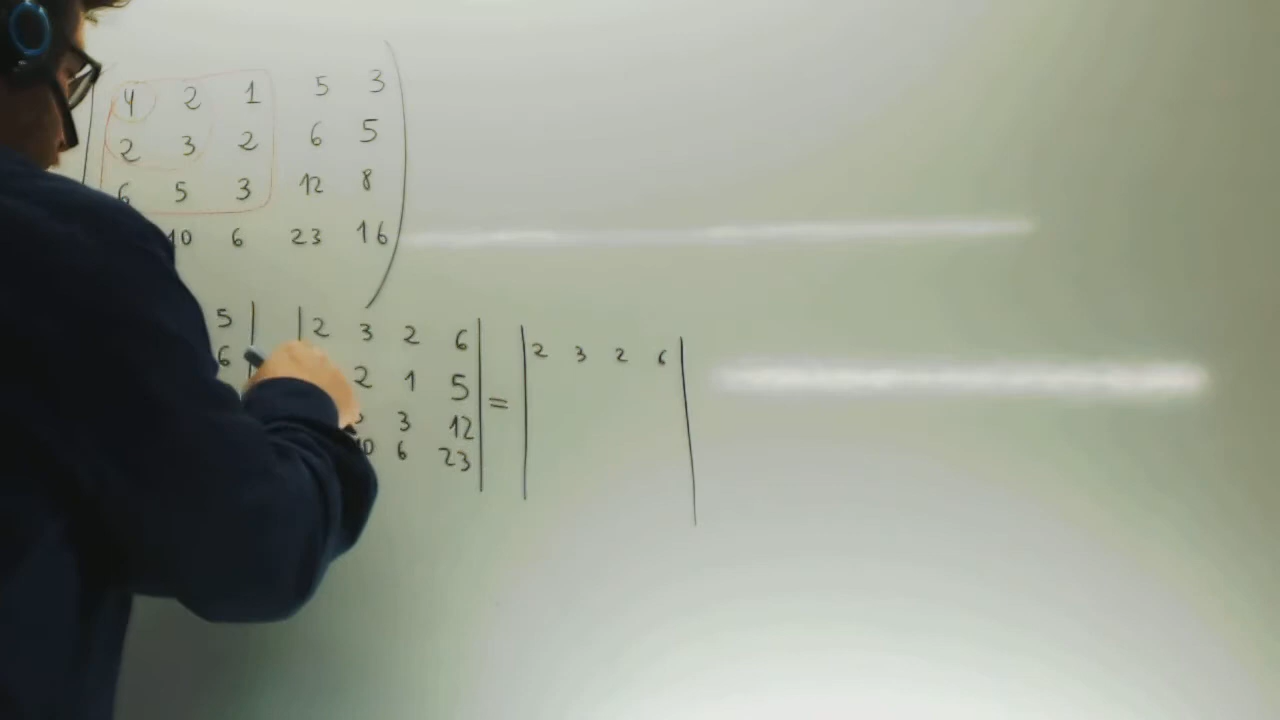 4 2 1 5 3
2 3 2 6 5
6 5 3 12 8
10 6 23 16
5 | | 2 3 2 6 | = | 2 3 2 6 |
6 2 1 5
3 12
6 23